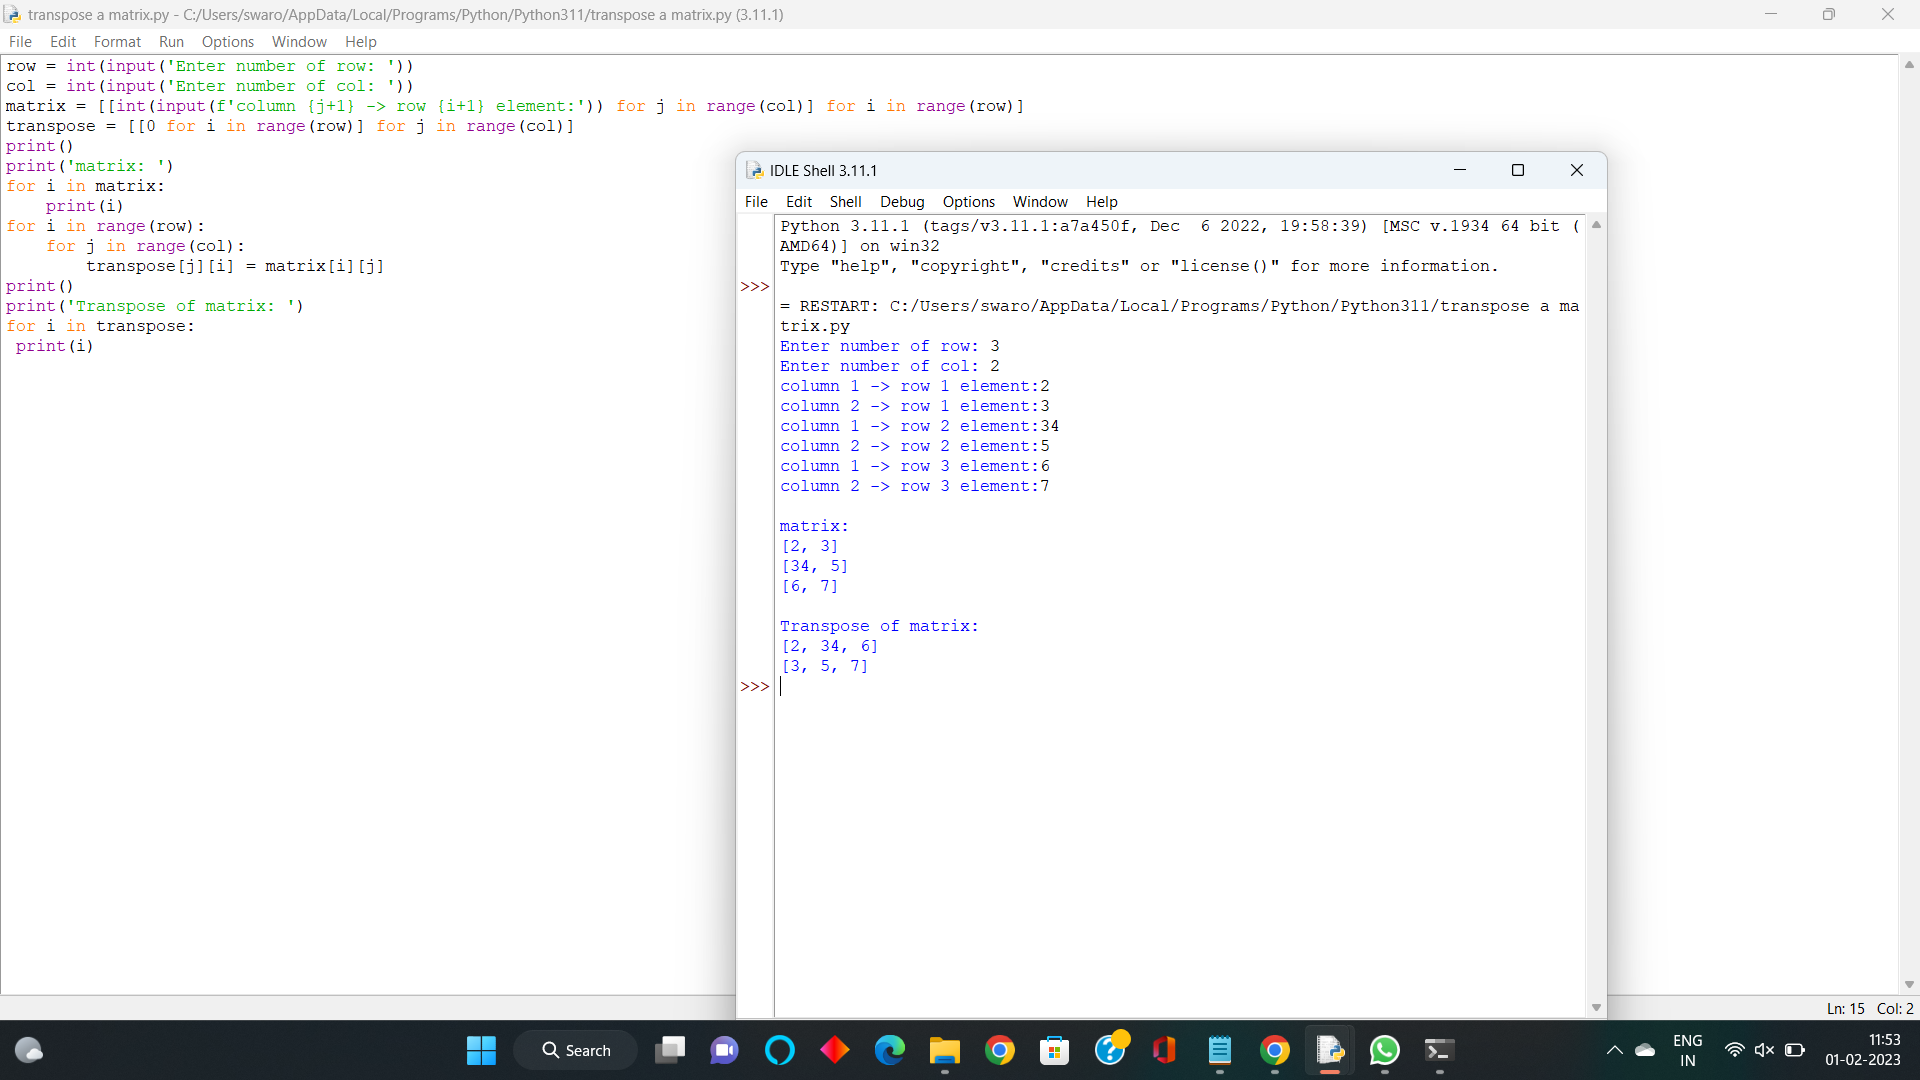 transpose a matrix.py - C:/Users/swaro/AppData/Local/Programs/Python/Python311/transpose a matrix.py (3.11.1)
File Edit Format Run Options Window Help
row = int(input('Enter number of row: '))
col = int(input('Enter number of col: '))
matrix = [[int(input(f'column {j+1} -> row {i+1} element:')) for j in range(col)] for i in range(row)]
transpose = [[0 for i in range(row)] for j in range(col)]
print()
print('matrix: ')
for i in matrix:
    print(i)
for i in range(row):
    for j in range(col):
        transpose[j][i] = matrix[i][j]
print()
print('Transpose of matrix: ')
for i in transpose:
 print(i)
IDLE Shell 3.11.1
File Edit Shell Debug Options Window Help
Python 3.11.1 (tags/v3.11.1:a7a450f, Dec  6 2022, 19:58:39) [MSC v.1934 64 bit (
AMD64)] on win32
Type "help", "copyright", "credits" or "license()" for more information.
>>>
= RESTART: C:/Users/swaro/AppData/Local/Programs/Python/Python311/transpose a ma
trix.py
Enter number of row: 3
Enter number of col: 2
column 1 -> row 1 element:2
column 2 -> row 1 element:3
column 1 -> row 2 element:34
column 2 -> row 2 element:5
column 1 -> row 3 element:6
column 2 -> row 3 element:7
matrix:
[2, 3]
[34, 5]
[6, 7]
Transpose of matrix:
[2, 34, 6]
[3, 5, 7]
>>>
Ln: 15 Col: 2
Search
ENG
IN
11:53
01-02-2023